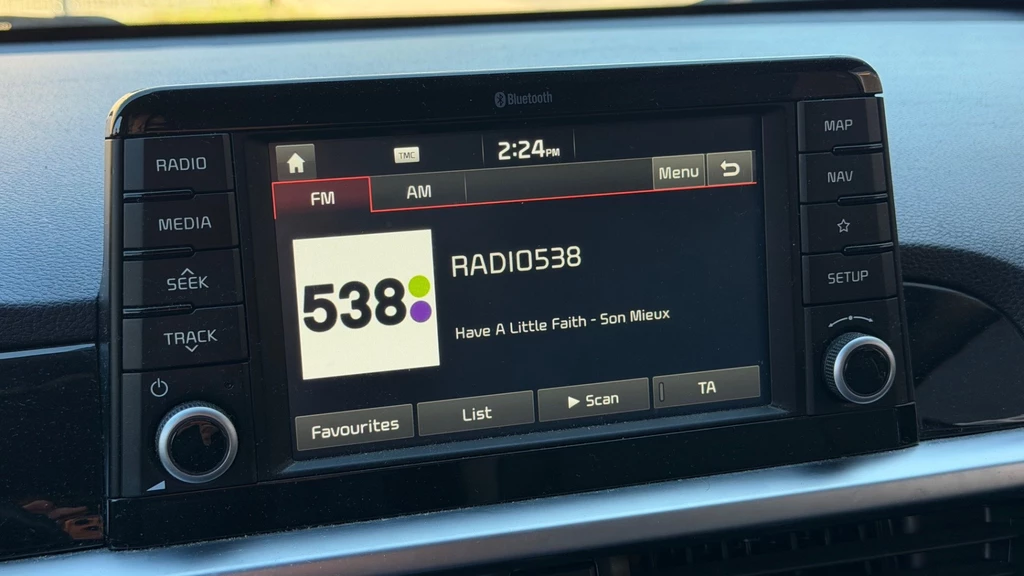 Bluetooth
RADIO
MEDIA
SEEK
TRACK
TMC
2:24PM
FM
AM
Menu
538
RADIO538
Have A Little Faith - Son Mieux
Favourites
List
Scan
TA
MAP
NAV
SETUP